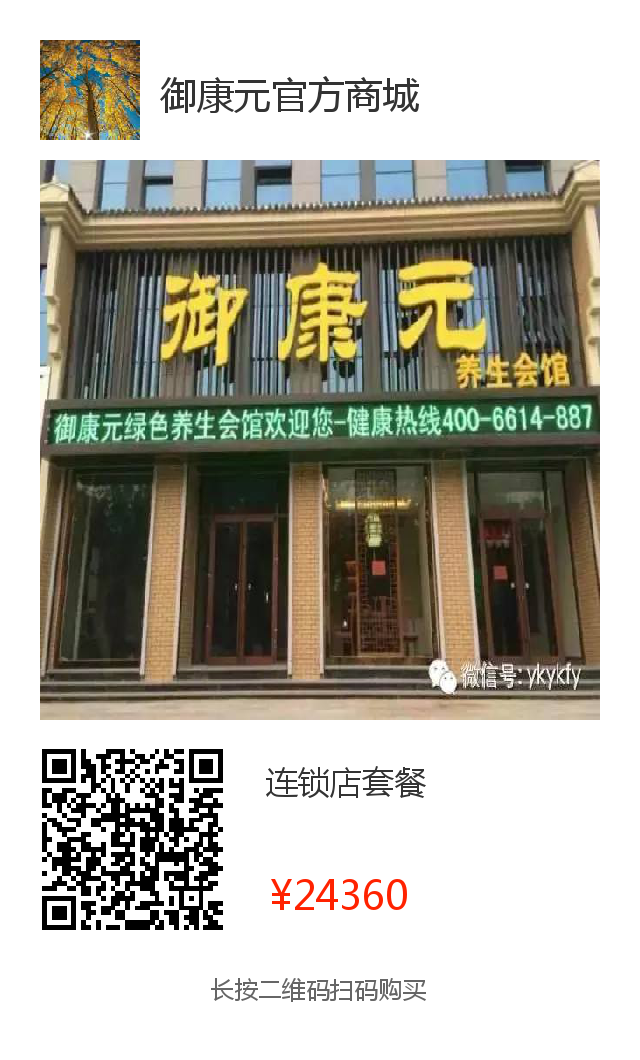 御康元官方商城
御康元
养生会馆
御康元绿色养生会馆欢迎您-健康热线400-6614-887
微信号: ykykfy
连锁店套餐
¥24360
长按二维码扫码购买